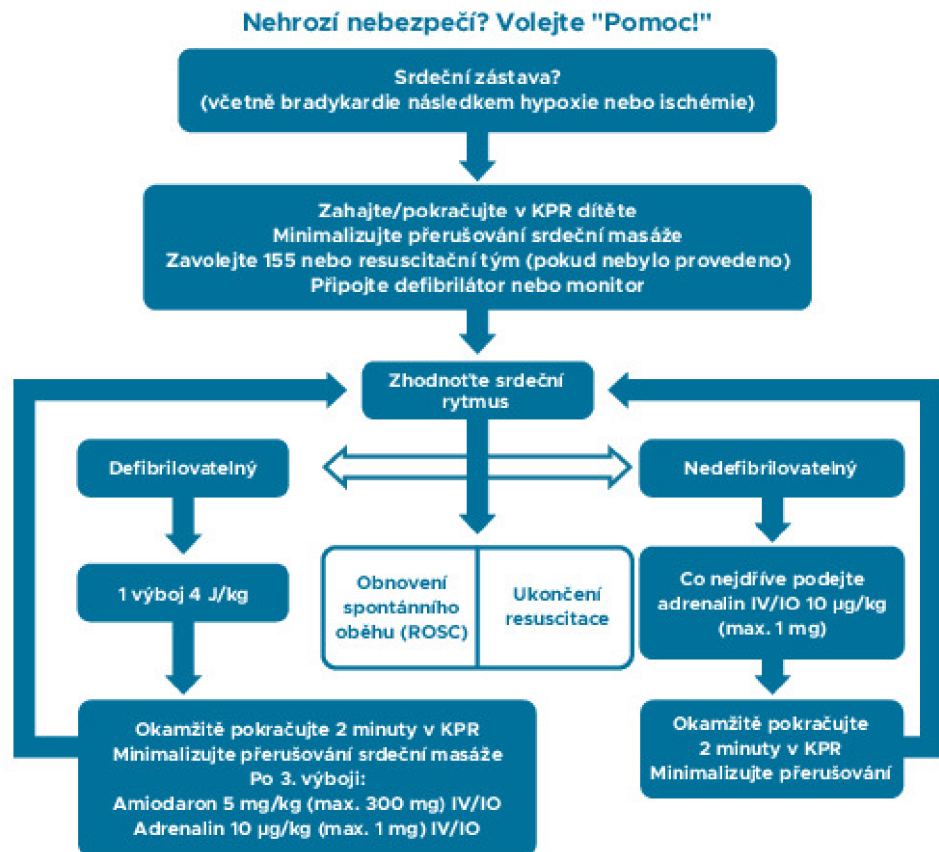 Nehrozí nebezpečí? Volejte "Pomoc!"
Srdeční zástava?
(včetně bradykardie následkem hypoxie nebo ischémie)
Zahajte/pokračujte v KPR dítěte
Minimalizujte přerušování srdeční masáže
Zavolejte 155 nebo resuscitační tým (pokud nebylo provedeno)
Připojte defibrilátor nebo monitor
Zhodnoťte srdeční
rytmus
Defibrilovatelný
Nedefibrilovatelný
1 výboj 4 J/kg
Obnovení
spontánního
oběhu (ROSC)
Ukončení
resuscitace
Co nejdříve podejte
adrenalin IV/IO 10 µg/kg
(max. 1 mg)
Okamžitě pokračujte 2 minuty v KPR
Minimalizujte přerušování srdeční masáže
Po 3. výboji:
Amiodaron 5 mg/kg (max. 300 mg) IV/IO
Adrenalin 10 µg/kg (max. 1 mg) IV/IO
Okamžitě pokračujte
2 minuty v KPR
Minimalizujte přerušování